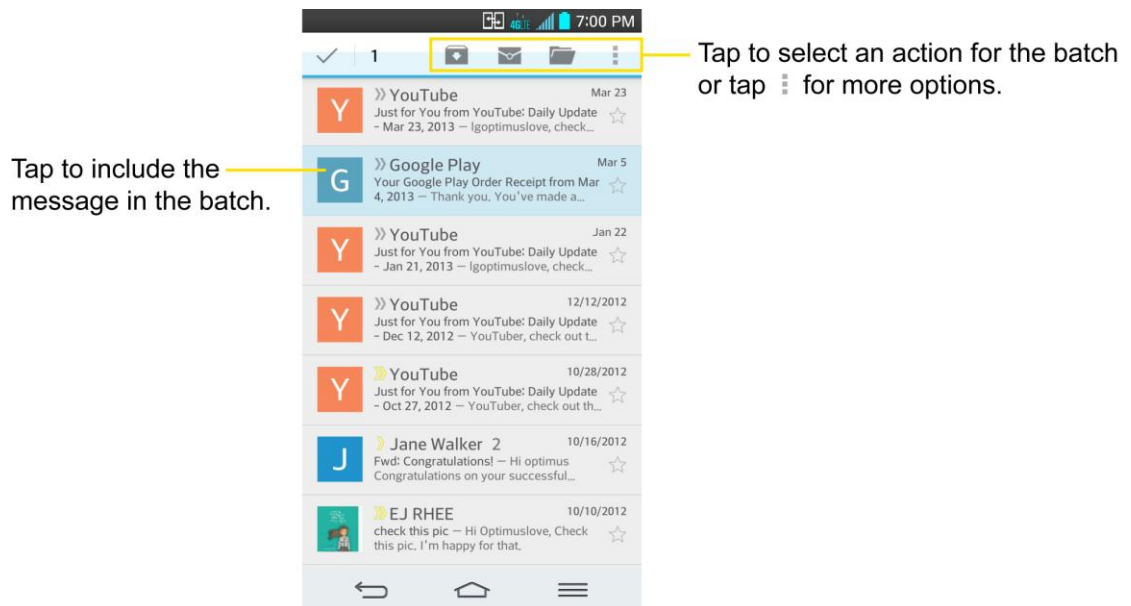 4G LTE 7:00 PM
1
Tap to select an action for the batch
or tap ⋮ for more options.
Y » YouTube Mar 23
Just for You from YouTube: Daily Update
- Mar 23, 2013 — lgoptimuslove, check...
Tap to include the
message in the batch.
G » Google Play Mar 5
Your Google Play Order Receipt from Mar
4, 2013 — Thank you. You've made a...
Y » YouTube Jan 22
Just for You from YouTube: Daily Update
- Jan 21, 2013 — lgoptimuslove, check...
Y » YouTube 12/12/2012
Just for You from YouTube: Daily Update
- Dec 12, 2012 — YouTuber, check out t...
Y » YouTube 10/28/2012
Just for You from YouTube: Daily Update
- Oct 27, 2012 — YouTuber, check out th...
J › Jane Walker 2 10/16/2012
Fwd: Congratulations! — Hi optimus
Congratulations on your successful...
» EJ RHEE 10/10/2012
check this pic — Hi Optimuslove, Check
this pic. I'm happy for that.